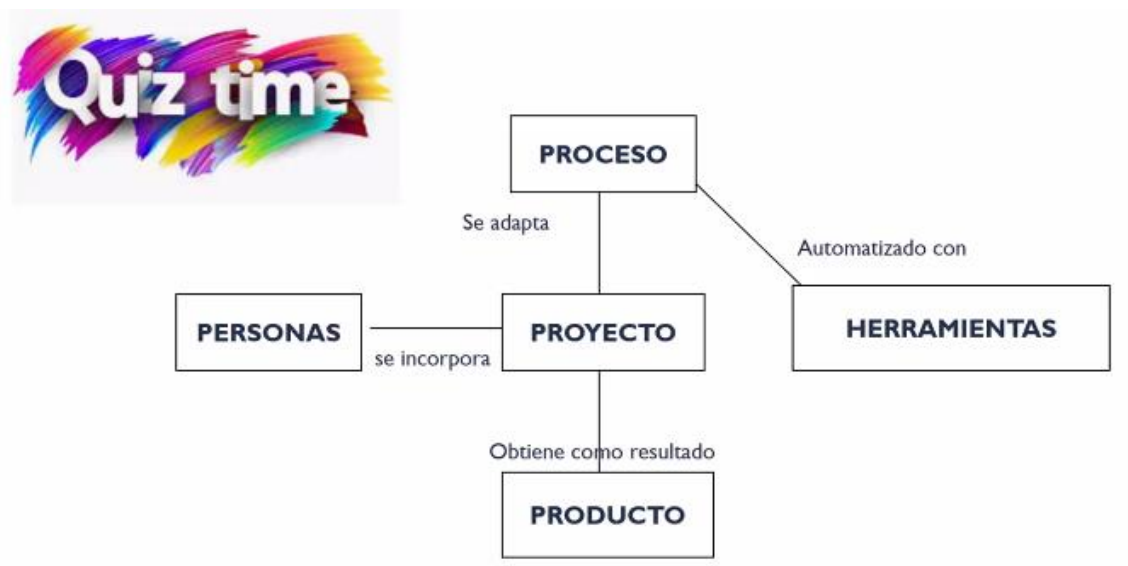 Quiz time
PROCESO
Se adapta
Automatizado con
PERSONAS
PROYECTO
HERRAMIENTAS
se incorpora
Obtiene como resultado
PRODUCTO